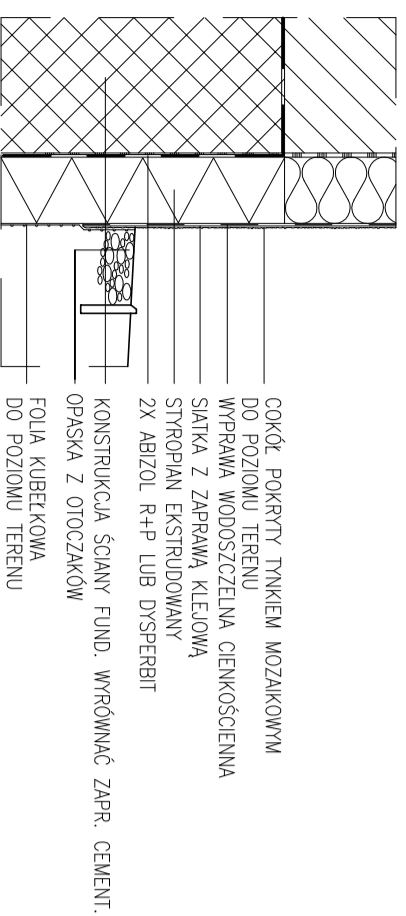 COKÓŁ POKRYTY TYNKIEM MOZAIKOWYM
DO POZIOMU TERENU
WYPRAWA WODOSZCZELNA CIENKOŚCIENNA
SIATKA Z ZAPRAWĄ KLEJOWĄ
STYROPIAN EKSTRUDOWANY
2X ABIZOL R+P LUB DYSPERBIT
KONSTRUKCJA ŚCIANY FUND. WYRÓWNAĆ ZAPR. CEMENT.
OPASKA Z OTOCZAKÓW
FOLIA KUBEŁKOWA
DO POZIOMU TERENU